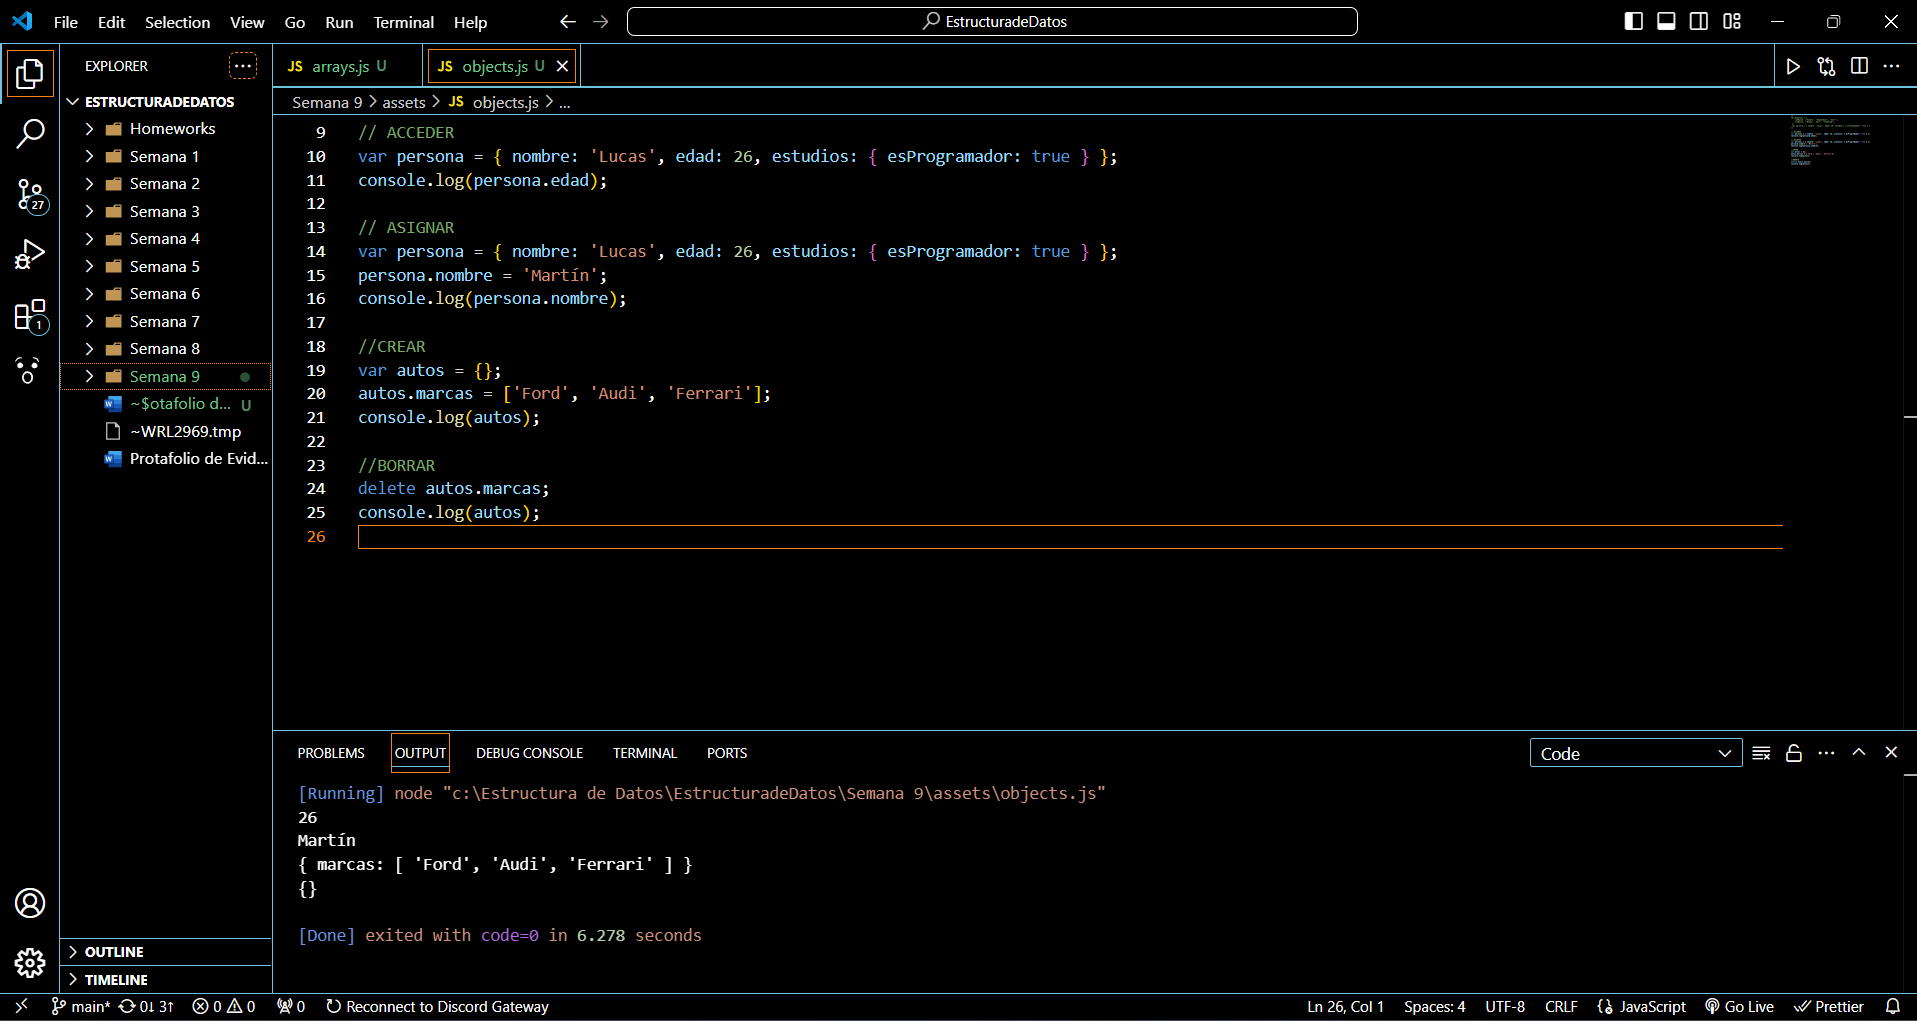 File Edit Selection View Go Run Terminal Help
EstructuradeDatos
EXPLORER
ESTRUCTURADEDATOS
Homeworks
Semana 1
Semana 2
Semana 3
Semana 4
Semana 5
Semana 6
Semana 7
Semana 8
Semana 9
~$otafolio d... U
~WRL2969.tmp
Protafolio de Evid...
OUTLINE
TIMELINE
27
1
JS arrays.js U
JS objects.js U
Semana 9 > assets > JS objects.js > ...
9 // ACCEDER
10 var persona = { nombre: 'Lucas', edad: 26, estudios: { esProgramador: true } };
11 console.log(persona.edad);
12
13 // ASIGNAR
14 var persona = { nombre: 'Lucas', edad: 26, estudios: { esProgramador: true } };
15 persona.nombre = 'Martín';
16 console.log(persona.nombre);
17
18 //CREAR
19 var autos = {};
20 autos.marcas = ['Ford', 'Audi', 'Ferrari'];
21 console.log(autos);
22
23 //BORRAR
24 delete autos.marcas;
25 console.log(autos);
26
PROBLEMS OUTPUT DEBUG CONSOLE TERMINAL PORTS
Code
[Running] node "c:\Estructura de Datos\EstructuradeDatos\Semana 9\assets\objects.js"
26
Martín
{ marcas: [ 'Ford', 'Audi', 'Ferrari' ] }
{}
[Done] exited with code=0 in 6.278 seconds
main* 0↓ 3↑ 0 0 0 Reconnect to Discord Gateway
Ln 26, Col 1 Spaces: 4 UTF-8 CRLF {} JavaScript Go Live Prettier